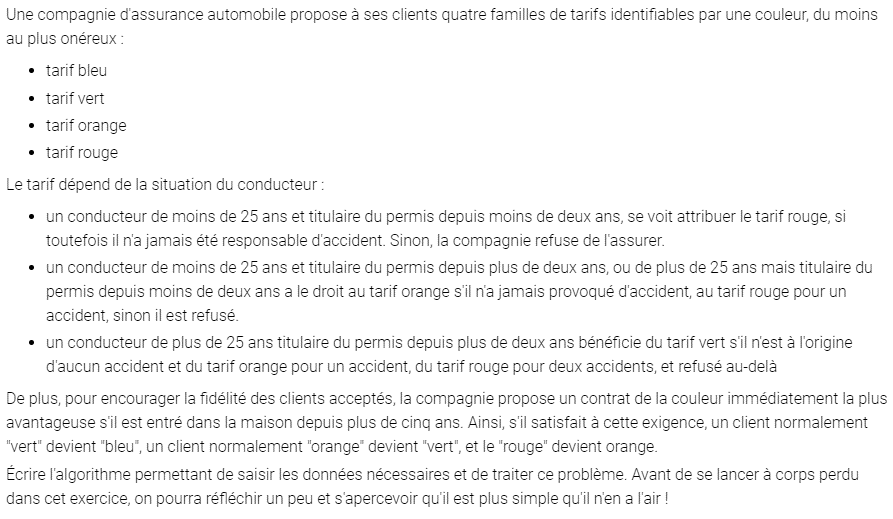 Une compagnie d'assurance automobile propose à ses clients quatre familles de tarifs identifiables par une couleur, du moins
au plus onéreux :
• tarif bleu
• tarif vert
• tarif orange
• tarif rouge
Le tarif dépend de la situation du conducteur :
• un conducteur de moins de 25 ans et titulaire du permis depuis moins de deux ans, se voit attribuer le tarif rouge, si
toutefois il n'a jamais été responsable d'accident. Sinon, la compagnie refuse de l'assurer.
• un conducteur de moins de 25 ans et titulaire du permis depuis plus de deux ans, ou de plus de 25 ans mais titulaire du
permis depuis moins de deux ans a le droit au tarif orange s'il n'a jamais provoqué d'accident, au tarif rouge pour un
accident, sinon il est refusé.
• un conducteur de plus de 25 ans titulaire du permis depuis plus de deux ans bénéficie du tarif vert s'il n'est à l'origine
d'aucun accident et du tarif orange pour un accident, du tarif rouge pour deux accidents, et refusé au-delà
De plus, pour encourager la fidélité des clients acceptés, la compagnie propose un contrat de la couleur immédiatement la plus
avantageuse s'il est entré dans la maison depuis plus de cinq ans. Ainsi, s'il satisfait à cette exigence, un client normalement
"vert" devient "bleu", un client normalement "orange" devient "vert", et le "rouge" devient orange.
Écrire l'algorithme permettant de saisir les données nécessaires et de traiter ce problème. Avant de se lancer à corps perdu
dans cet exercice, on pourra réfléchir un peu et s'apercevoir qu'il est plus simple qu'il n'en a l'air !